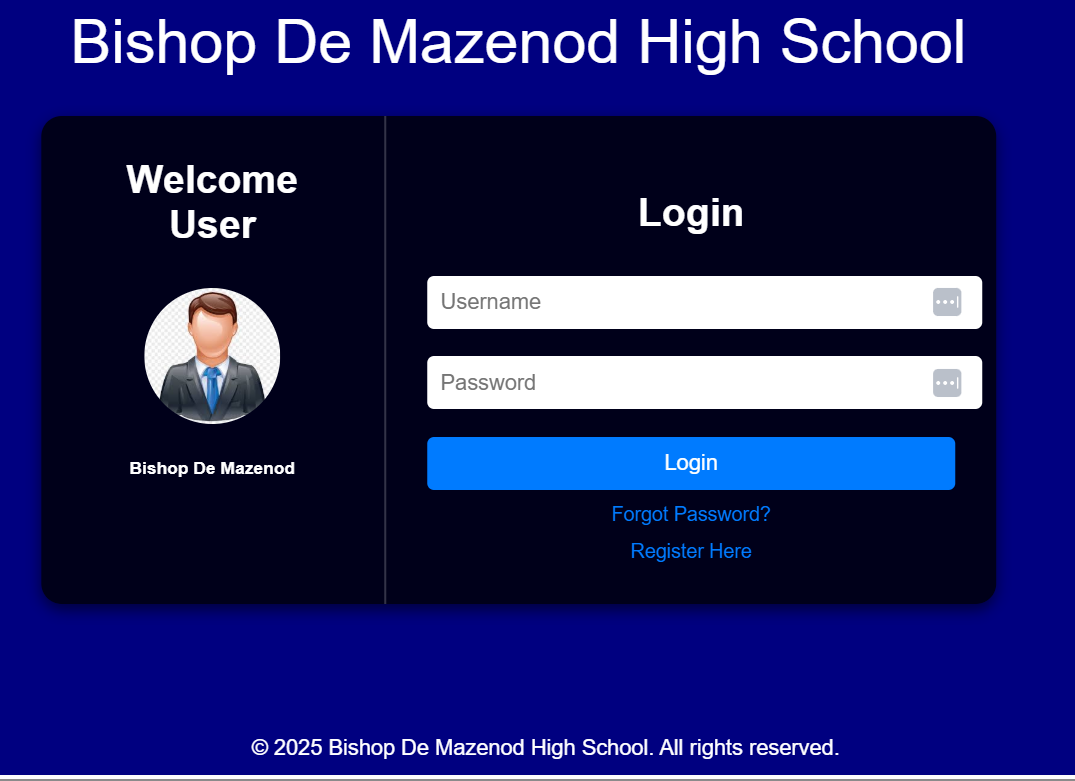 Bishop De Mazenod High School
Welcome
User
Bishop De Mazenod
Login
Username
Password
Login
Forgot Password?
Register Here
© 2025 Bishop De Mazenod High School. All rights reserved.